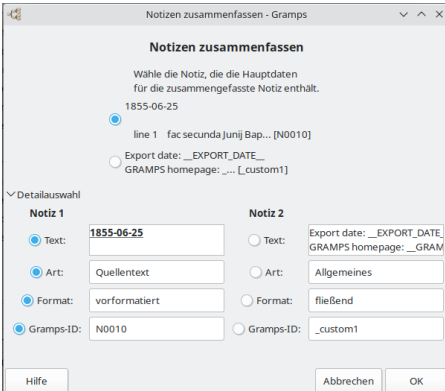 Notizen zusammenfassen - Gramps
Notizen zusammenfassen
Wähle die Notiz, die die Hauptdaten
für die zusammengefasste Notiz enthält.
1855-06-25
line 1 fac secunda Junij Bap... [N0010]
Export date: __EXPORT_DATE__
GRAMPS homepage: _... [_custom1]
Detailauswahl
Notiz 1 Notiz 2
Text: 1855-06-25 Text: Export date: __EXPORT_DATE_
GRAMPS homepage: __GRAM
Art: Quellentext Art: Allgemeines
Format: vorformatiert Format: fließend
Gramps-ID: N0010 Gramps-ID: _custom1
Hilfe Abbrechen OK